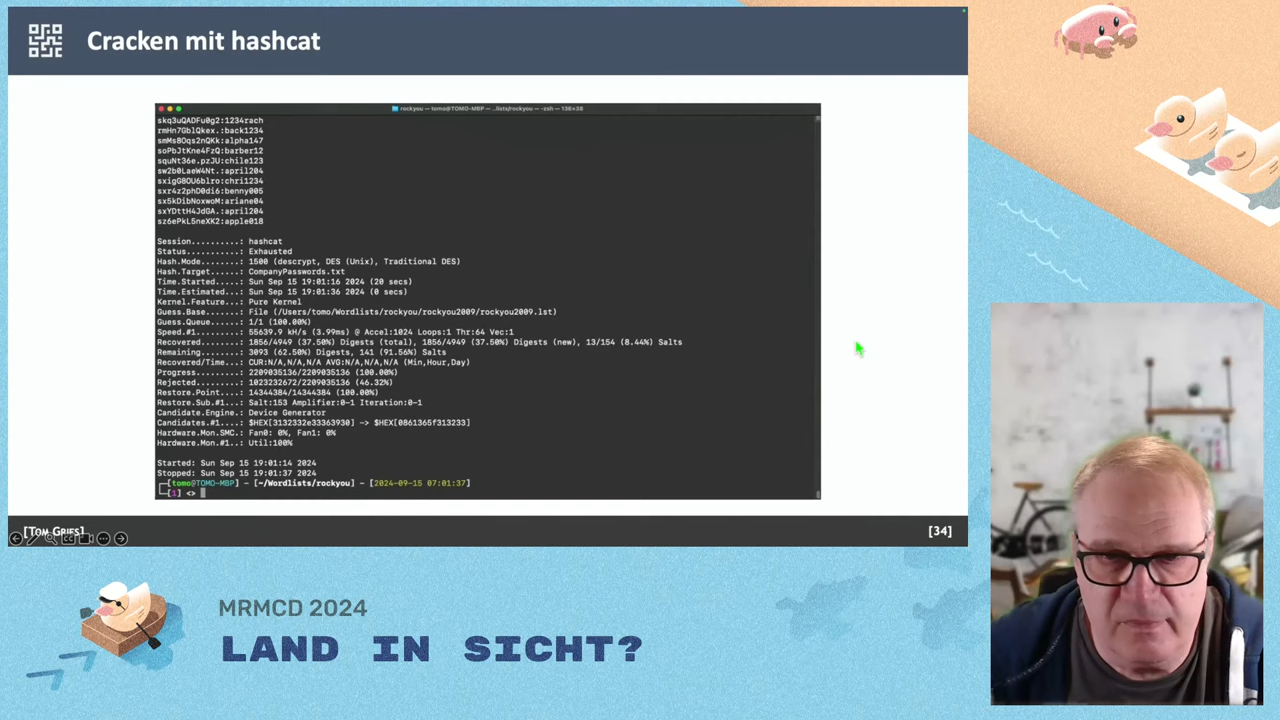 Cracken mit hashcat
rockyou — tomo@TOMO-MBP — ..lists/rockyou — -zsh — 136×38
skq3uQADFu0g2:1234rach
rmHn7GblQkex.:back1234
smMs8Oqs2nQKk:alpha147
soPbJtKne4FzQ:barber12
squNt36e.pzJU:chile123
sw2b0LaeW4Nt.:april204
sxigG8OU6blro:chri1234
sxr4z2phD0di6:benny005
sx5kDibNoxwoM:ariane04
sxYDttH4JdGA.:april204
sz6ePkL5neXK2:apple018
Session..........: hashcat
Status...........: Exhausted
Hash.Mode........: 1500 (descrypt, DES (Unix), Traditional DES)
Hash.Target......: CompanyPasswords.txt
Time.Started.....: Sun Sep 15 19:01:16 2024 (20 secs)
Time.Estimated...: Sun Sep 15 19:01:36 2024 (0 secs)
Kernel.Feature...: Pure Kernel
Guess.Base.......: File (/Users/tomo/Wordlists/rockyou/rockyou2009/rockyou2009.lst)
Guess.Queue......: 1/1 (100.00%)
Speed.#1.........: 55639.9 kH/s (3.99ms) @ Accel:1024 Loops:1 Thr:64 Vec:1
Recovered........: 1856/4949 (37.50%) Digests (total), 1856/4949 (37.50%) Digests (new), 13/154 (8.44%) Salts
Remaining........: 3093 (62.50%) Digests, 141 (91.56%) Salts
Recovered/Time...: CUR:N/A,N/A,N/A AVG:N/A,N/A,N/A (Min,Hour,Day)
Progress.........: 2209035136/2209035136 (100.00%)
Rejected.........: 1023232672/2209035136 (46.32%)
Restore.Point....: 14344384/14344384 (100.00%)
Restore.Sub.#1...: Salt:153 Amplifier:0-1 Iteration:0-1
Candidate.Engine.: Device Generator
Candidates.#1....: $HEX[3132332e33363930] -> $HEX[0861365f313233]
Hardware.Mon.SMC.: Fan0: 0%, Fan1: 0%
Hardware.Mon.#1..: Util:100%
Started: Sun Sep 15 19:01:14 2024
Stopped: Sun Sep 15 19:01:37 2024
[tomo@TOMO-MBP] - [~/Wordlists/rockyou] - [2024-09-15 07:01:37]
[1] <>
[Tom Gries]
[34]
MRMCD 2024
LAND IN SICHT?